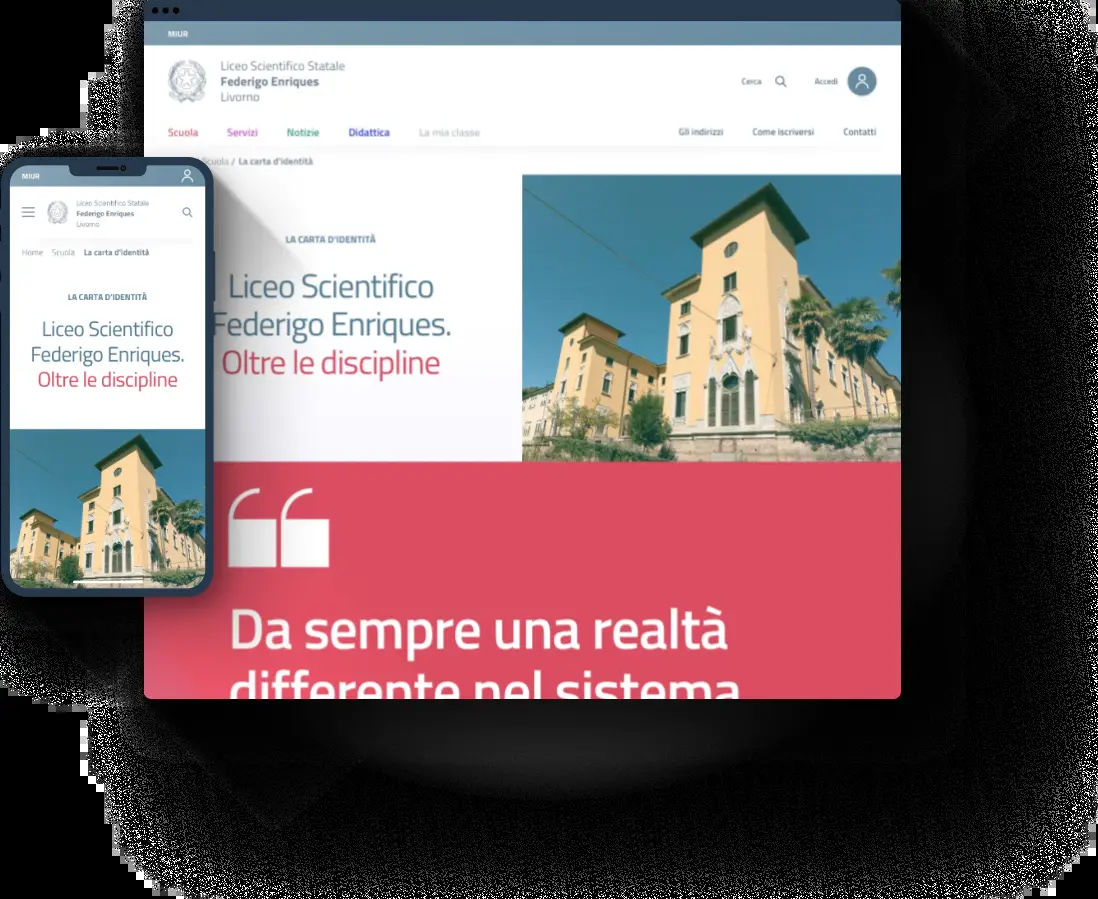 MIUR
Liceo Scientifico Statale
Federigo Enriques
Livorno
Cerca
Accedi
Scuola Servizi Notizie Didattica La mia classe Gli indirizzi Come iscriversi Contatti
Scuola / La carta d'identità
LA CARTA D'IDENTITÀ
Liceo Scientifico
Federigo Enriques.
Oltre le discipline
Da sempre una realtà
differente nel sistema
MIUR
Liceo Scientifico Statale
Federigo Enriques
Livorno
Home Scuola La carta d'identità
LA CARTA D'IDENTITÀ
Liceo Scientifico
Federigo Enriques.
Oltre le discipline